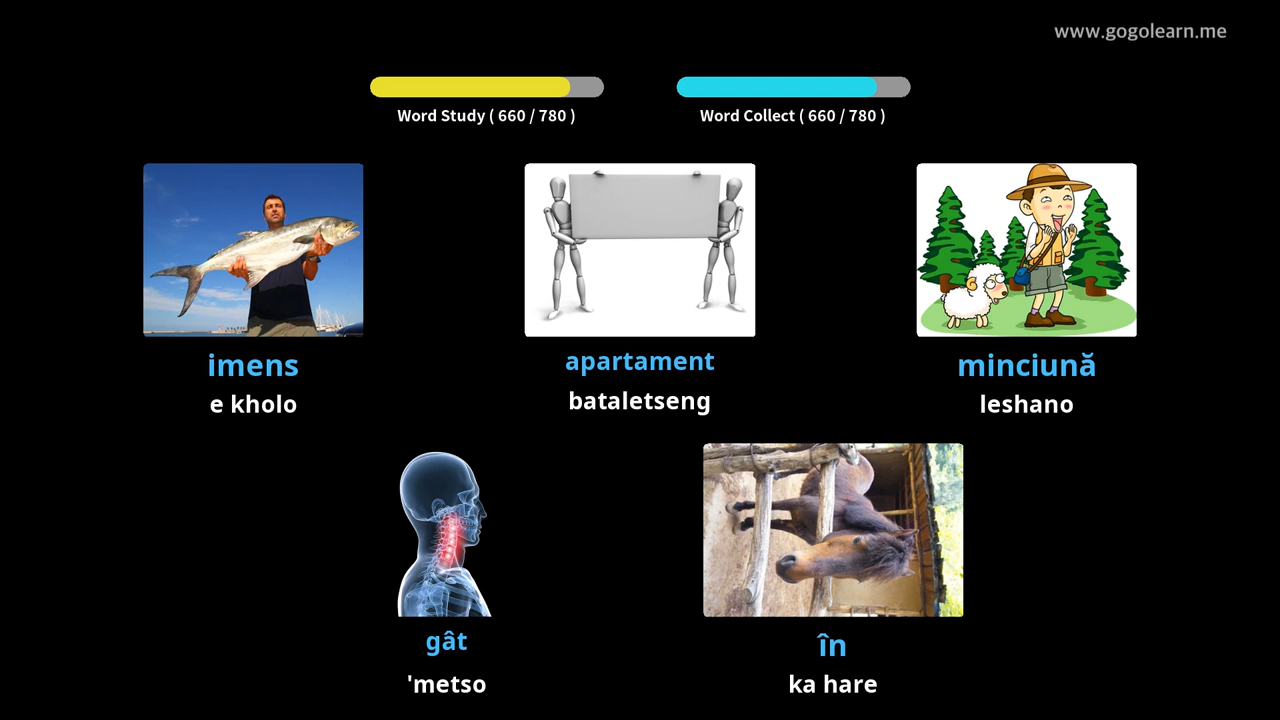 www.gogolearn.me
Word Study ( 660 / 780 )
Word Collect ( 660 / 780 )
imens
e kholo
apartament
bataletseng
minciună
leshano
gât
'metso
în
ka hare